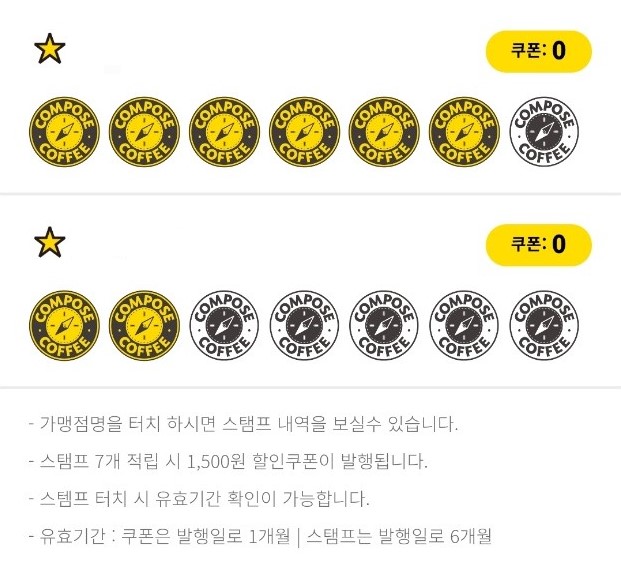 쿠폰: 0
COMPOSE COFFEE COMPOSE COFFEE COMPOSE COFFEE COMPOSE COFFEE COMPOSE COFFEE COMPOSE COFFEE COMPOSE COFFEE
쿠폰: 0
COMPOSE COFFEE COMPOSE COFFEE COMPOSE COFFEE COMPOSE COFFEE COMPOSE COFFEE COMPOSE COFFEE COMPOSE COFFEE
- 가맹점명을 터치 하시면 스탬프 내역을 보실수 있습니다.
- 스탬프 7개 적립 시 1,500원 할인쿠폰이 발행됩니다.
- 스템프 터치 시 유효기간 확인이 가능합니다.
- 유효기간 : 쿠폰은 발행일로 1개월 | 스탬프는 발행일로 6개월